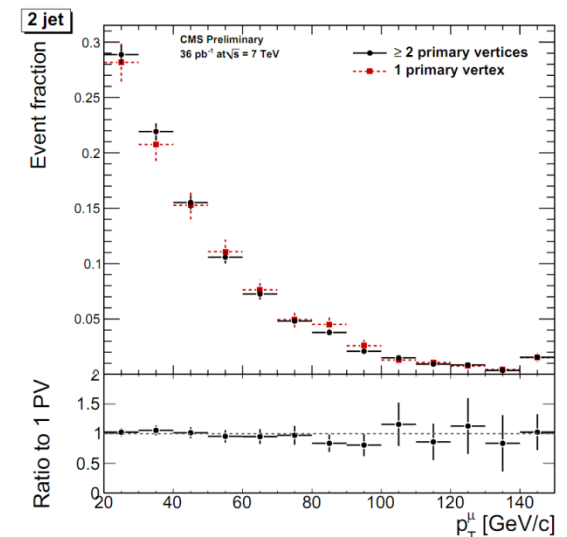 2 jet
CMS Preliminary
36 pb⁻¹ at√s = 7 TeV
≥ 2 primary vertices
1 primary vertex
Event fraction
0.3
0.25
0.2
0.15
0.1
0.05
Ratio to 1 PV
2
1.5
1
0.5
0
20 40 60 80 100 120 140
p_T^μ [GeV/c]